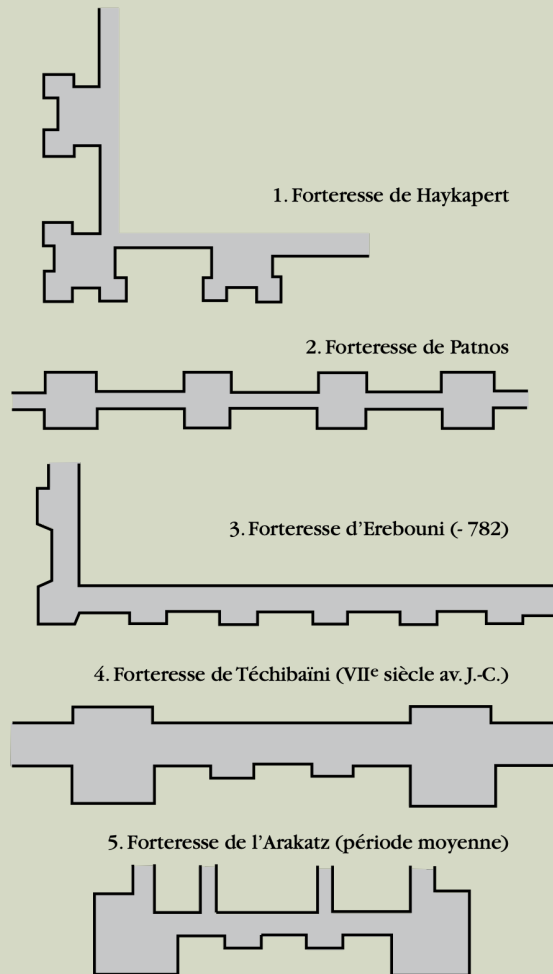 1. Forteresse de Haykapert
2. Forteresse de Patnos
3. Forteresse d'Erebouni (- 782)
4. Forteresse de Téchibaïni (VIIe siècle av. J.-C.)
5. Forteresse de l'Arakatz (période moyenne)